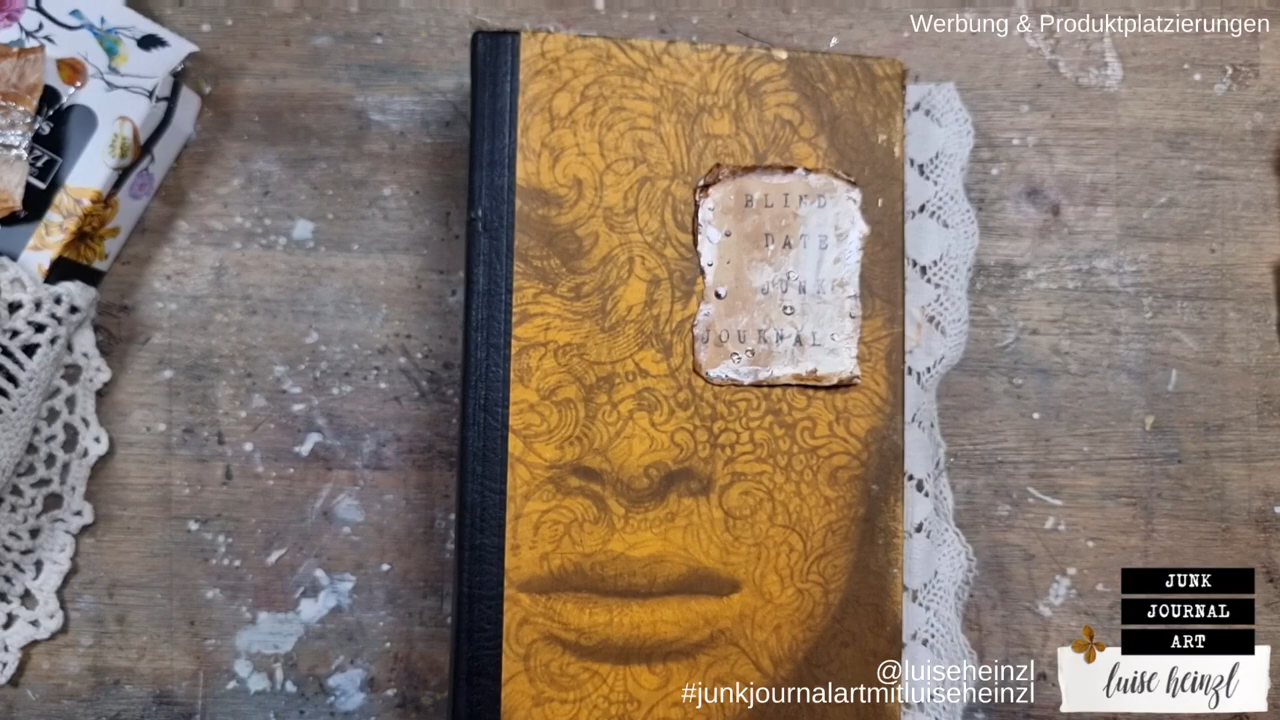 Werbung & Produktplatzierungen
BLIND
DATE
JUNK
JOURNAL
JUNK
JOURNAL
ART
luise heinzl
@luiseheinzl
#junkjournalartmitluiseheinzl